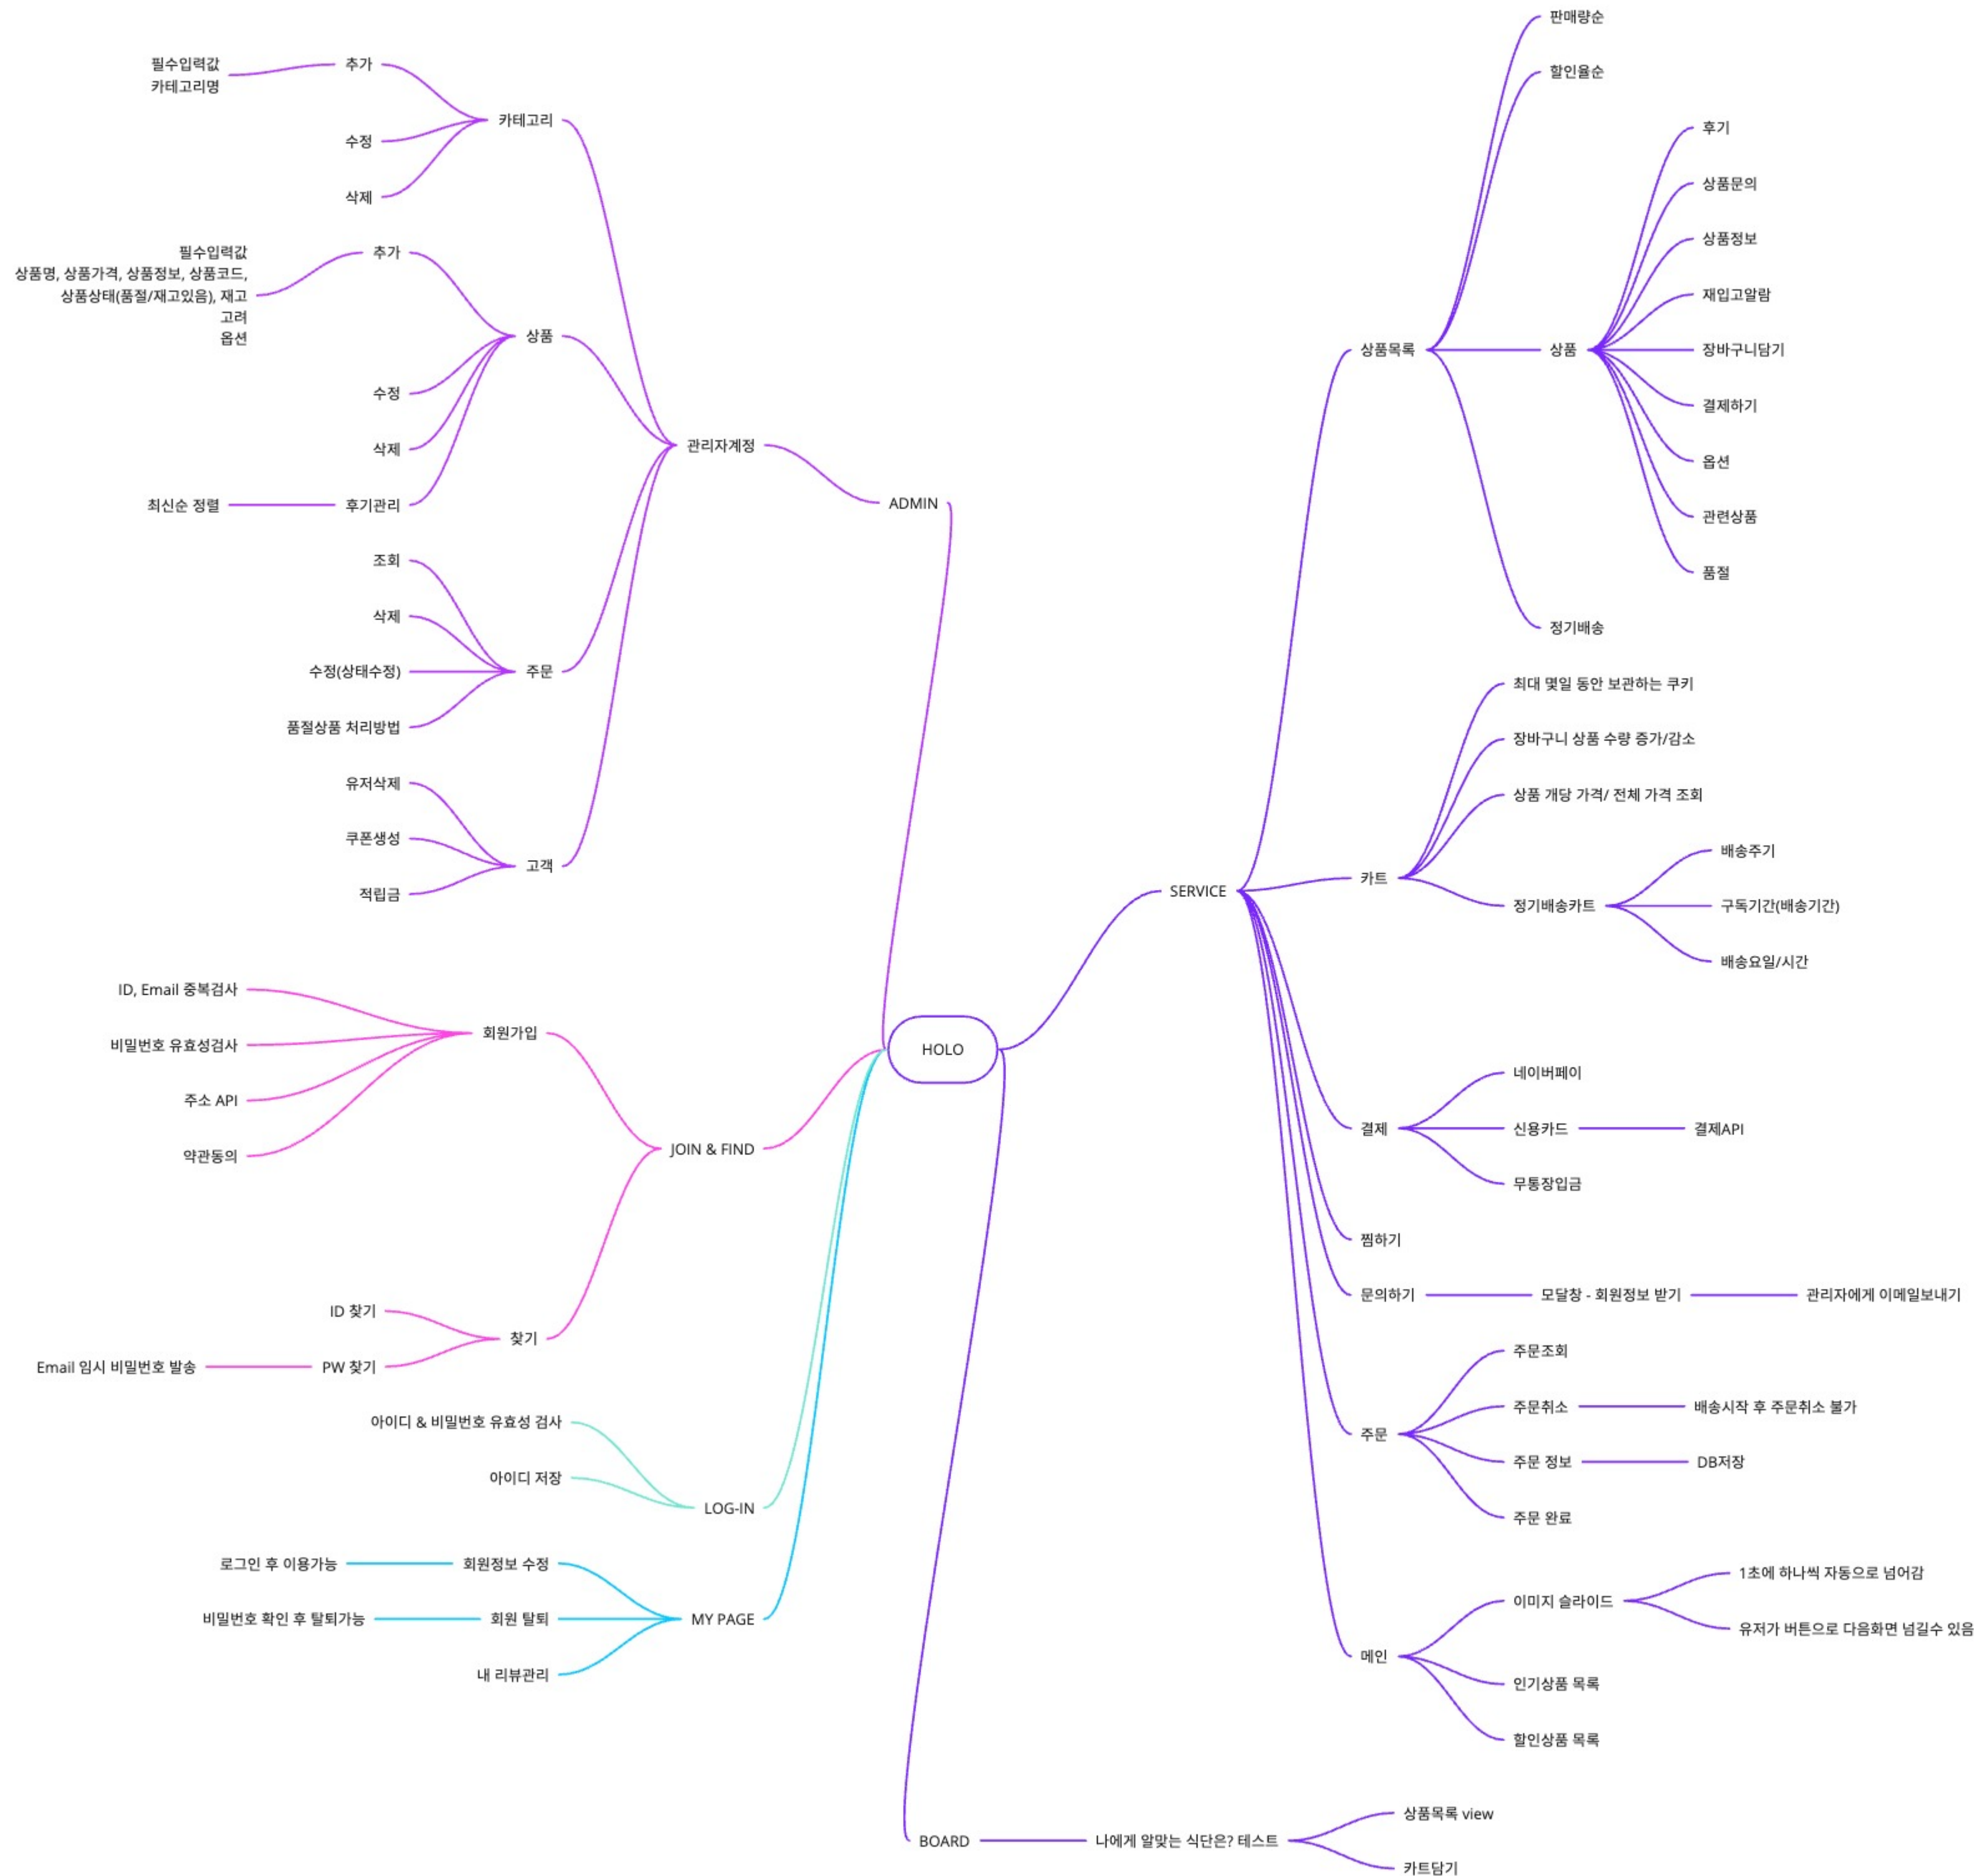 HOLO
ADMIN
관리자계정
카테고리
추가
필수입력값
카테고리명
수정
삭제
상품
추가
필수입력값
상품명, 상품가격, 상품정보, 상품코드,
상품상태(품절/재고있음), 재고
고려
옵션
수정
삭제
후기관리
최신순 정렬
주문
조회
삭제
수정(상태수정)
품절상품 처리방법
고객
유저삭제
쿠폰생성
적립금
JOIN & FIND
회원가입
ID, Email 중복검사
비밀번호 유효성검사
주소 API
약관동의
찾기
ID 찾기
PW 찾기
Email 임시 비밀번호 발송
LOG-IN
아이디 & 비밀번호 유효성 검사
아이디 저장
MY PAGE
회원정보 수정
로그인 후 이용가능
회원 탈퇴
비밀번호 확인 후 탈퇴가능
내 리뷰관리
SERVICE
상품목록
판매량순
할인율순
상품
후기
상품문의
상품정보
재입고알람
장바구니담기
결제하기
옵션
관련상품
품절
정기배송
카트
최대 몇일 동안 보관하는 쿠키
장바구니 상품 수량 증가/감소
상품 개당 가격/ 전체 가격 조회
정기배송카트
배송주기
구독기간(배송기간)
배송요일/시간
결제
네이버페이
신용카드
결제API
무통장입금
찜하기
문의하기
모달창 - 회원정보 받기
관리자에게 이메일보내기
주문
주문조회
주문취소
배송시작 후 주문취소 불가
주문 정보
DB저장
주문 완료
메인
이미지 슬라이드
1초에 하나씩 자동으로 넘어감
유저가 버튼으로 다음화면 넘길수 있음
인기상품 목록
할인상품 목록
BOARD
나에게 알맞는 식단은? 테스트
상품목록 view
카트담기